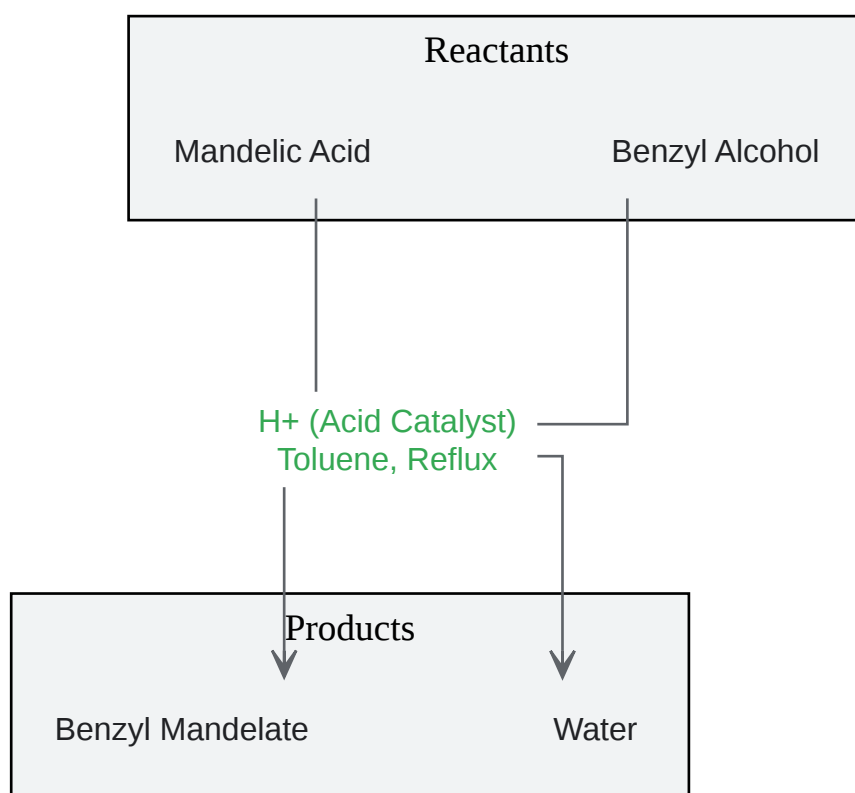 Reactants
Mandelic Acid
Benzyl Alcohol
H+ (Acid Catalyst)
Toluene, Reflux
Products
Benzyl Mandelate
Water